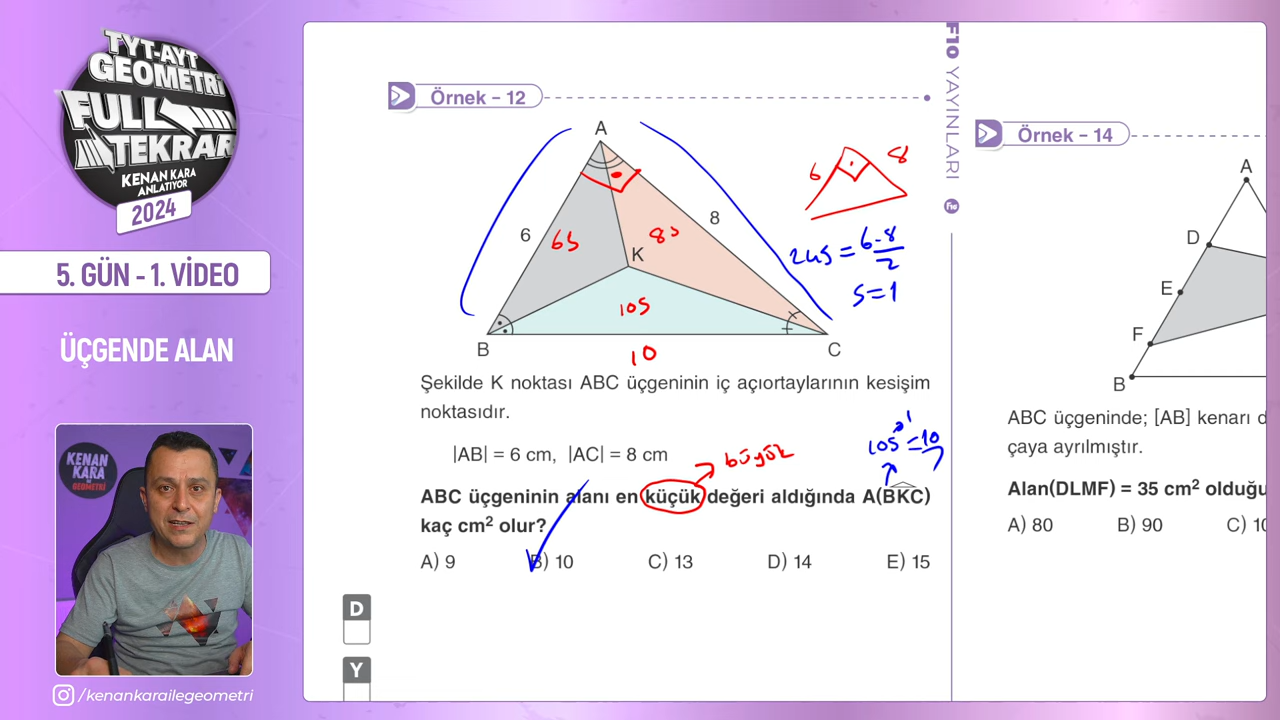 TYT-AYT
GEOMETRİ
FULL
TEKRAR
KENAN KARA
ANLATIYOR
2024
5. GÜN - 1. VİDEO
ÜÇGENDE ALAN
KENAN
KARA
İLE
GEOMETRİ
/kenankarailegeometri
Örnek - 12
A
6
6S
8S
8
K
10S
B
10
C
6
8
24S = 6.8
2
S=1
Şekilde K noktası ABC üçgeninin iç açıortaylarının kesişim
noktasıdır.
|AB| = 6 cm, |AC| = 8 cm
büyük
1
10S = 10
ABC üçgeninin alanı en küçük değeri aldığında A(BKC)
kaç cm² olur?
A) 9 B) 10 C) 13 D) 14 E) 15
D
Y
F10 YAYINLARI
F10
Örnek - 14
A
D
E
F
B
ABC üçgeninde; [AB] kenarı d
çaya ayrılmıştır.
Alan(DLMF) = 35 cm² olduğu
A) 80 B) 90 C) 10